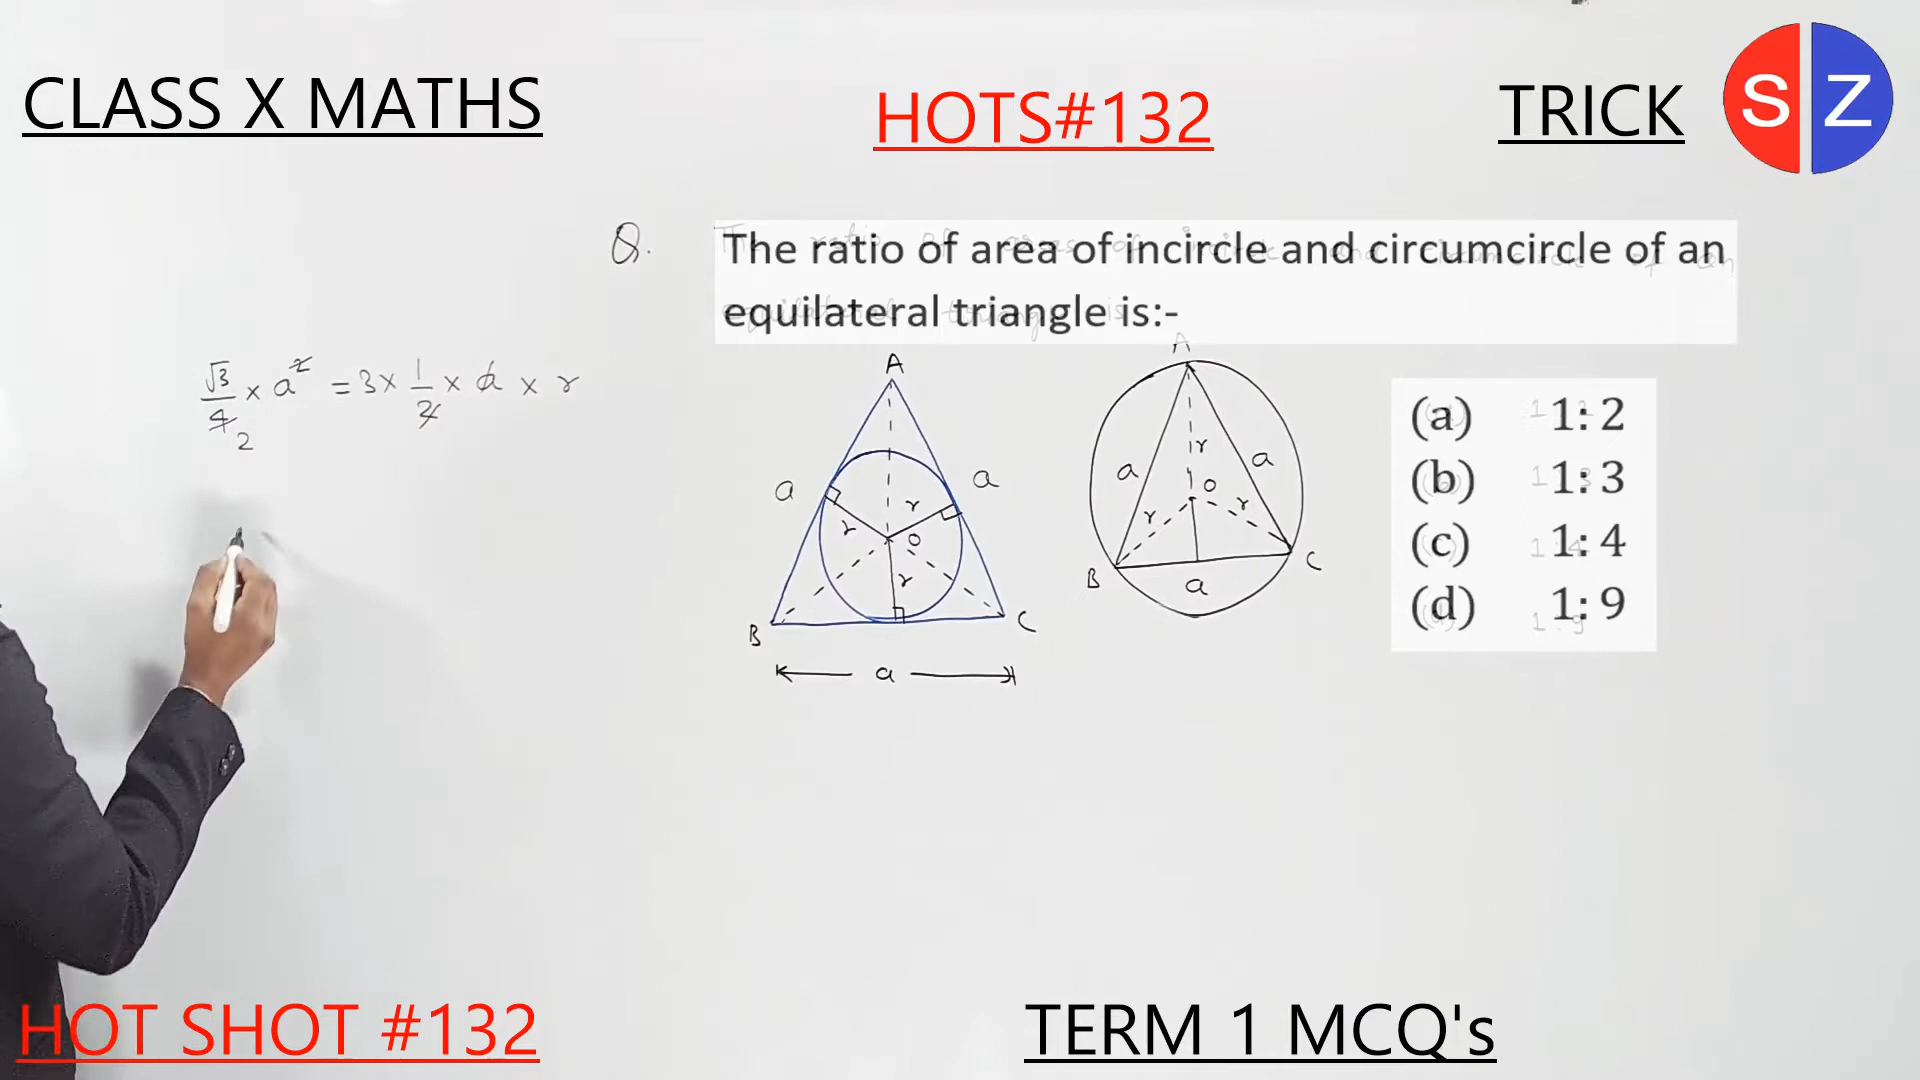 CLASS X MATHS
HOTS#132
TRICK
S Z
Q.
The ratio of area of incircle and circumcircle of an
equilateral triangle is:-
√3/4 × a² = 3 × 1/2 × a × r
2
A
a
a
r
r
O
r
B
C
a
A
r
a
a
O
r
r
B
C
a
(a) 1: 2
(b) 1: 3
(c) 1: 4
(d) 1: 9
HOT SHOT #132
TERM 1 MCQ's